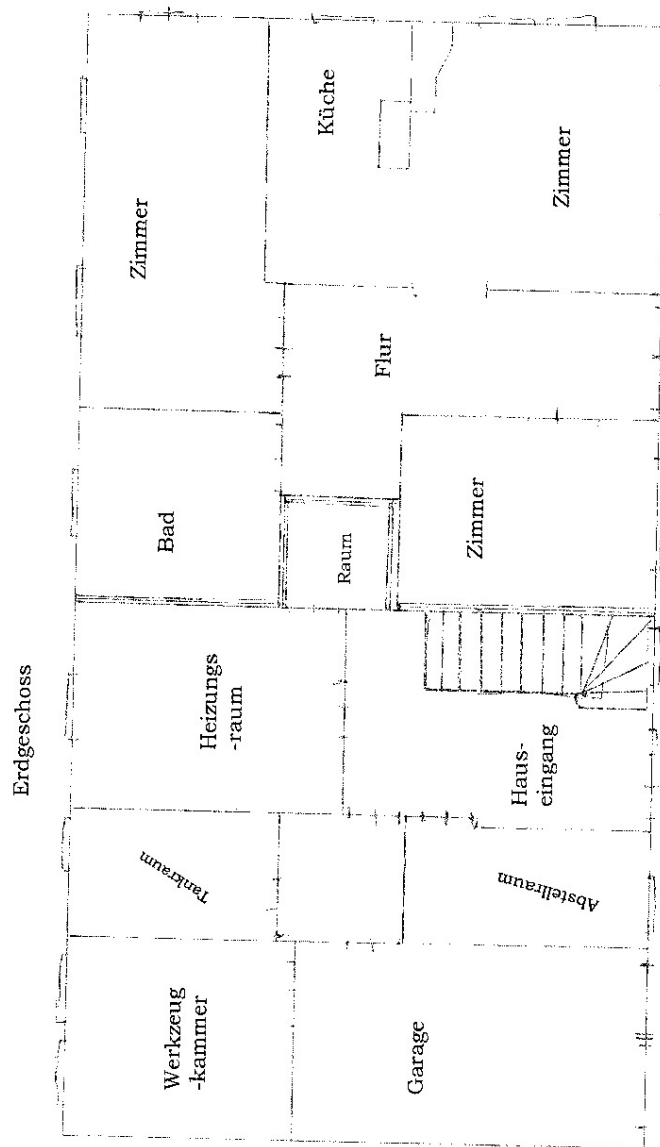 Erdgeschoss
Werkzeug
-kammer
Tankraum
Heizungs
-raum
Bad
Zimmer
Garage
Raum
Flur
Küche
Abstellraum
Haus-
eingang
Zimmer
Zimmer